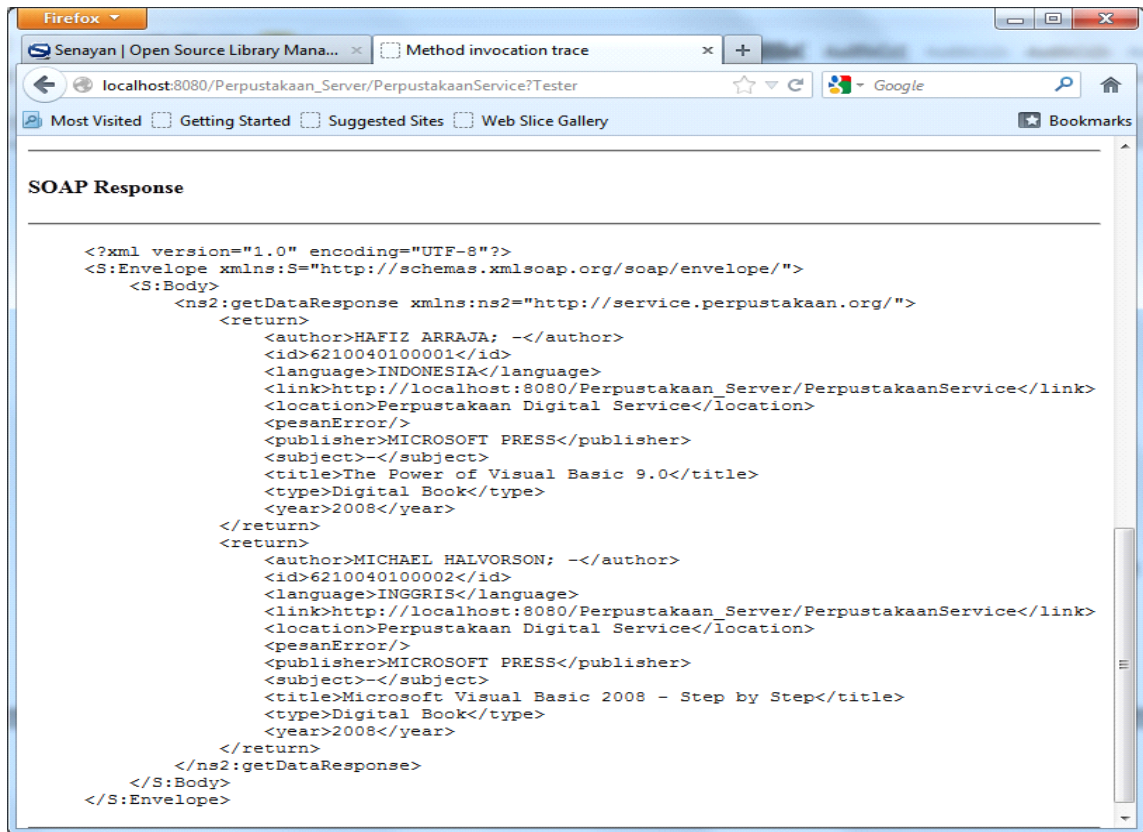 Firefox
Senayan | Open Source Library Mana...
Method invocation trace
localhost:8080/Perpustakaan_Server/PerpustakaanService?Tester
Google
Most Visited Getting Started Suggested Sites Web Slice Gallery Bookmarks
SOAP Response
<?xml version="1.0" encoding="UTF-8"?>
<S:Envelope xmlns:S="http://schemas.xmlsoap.org/soap/envelope/">
<S:Body>
<ns2:getDataResponse xmlns:ns2="http://service.perpustakaan.org/">
<return>
<author>HAFIZ ARRAJA; -</author>
<id>6210040100001</id>
<language>INDONESIA</language>
<link>http://localhost:8080/Perpustakaan_Server/PerpustakaanService</link>
<location>Perpustakaan Digital Service</location>
<pesanError/>
<publisher>MICROSOFT PRESS</publisher>
<subject>-</subject>
<title>The Power of Visual Basic 9.0</title>
<type>Digital Book</type>
<year>2008</year>
</return>
<return>
<author>MICHAEL HALVORSON; -</author>
<id>6210040100002</id>
<language>INGGRIS</language>
<link>http://localhost:8080/Perpustakaan_Server/PerpustakaanService</link>
<location>Perpustakaan Digital Service</location>
<pesanError/>
<publisher>MICROSOFT PRESS</publisher>
<subject>-</subject>
<title>Microsoft Visual Basic 2008 - Step by Step</title>
<type>Digital Book</type>
<year>2008</year>
</return>
</ns2:getDataResponse>
</S:Body>
</S:Envelope>